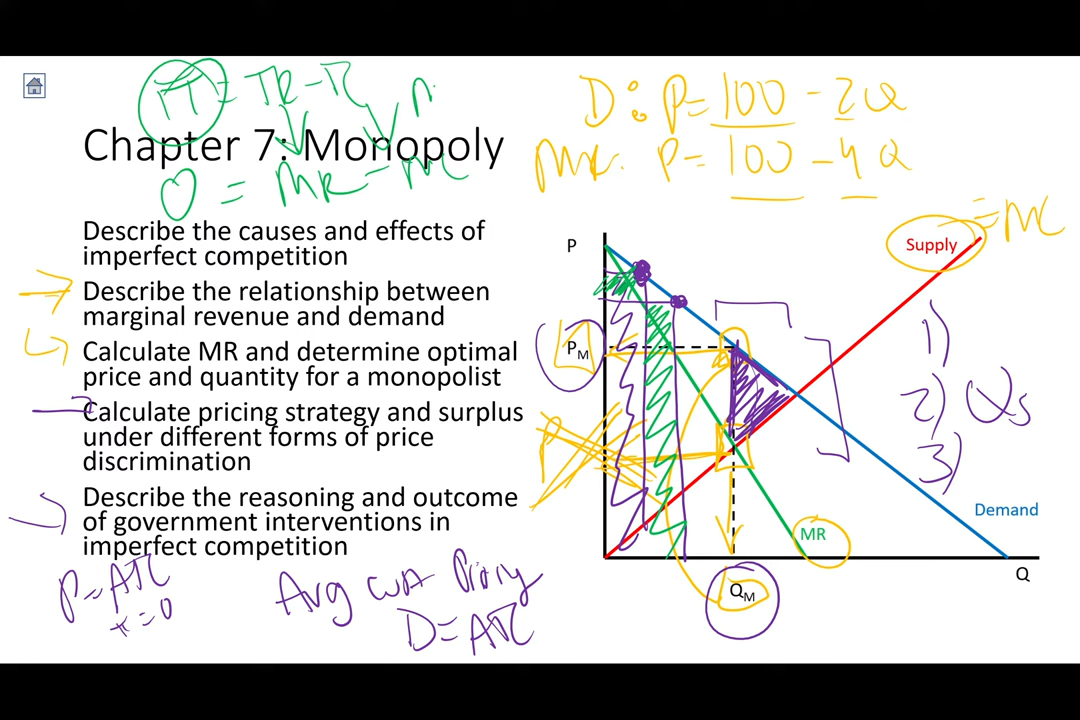 π = TR - TC
D: P = 100 - 2Q
Chapter 7: Monopoly
MR: P = 100 - 4Q
0 = MR - MC
= MC
Describe the causes and effects of
imperfect competition
Describe the relationship between
marginal revenue and demand
Calculate MR and determine optimal
price and quantity for a monopolist
Calculate pricing strategy and surplus
under different forms of price
discrimination
Describe the reasoning and outcome
of government interventions in
imperfect competition
P
Supply
PM
1)
2) Qs
3)
Demand
MR
Q
QM
P = ATC
π = 0
Avg cost Pricing
D = ATC